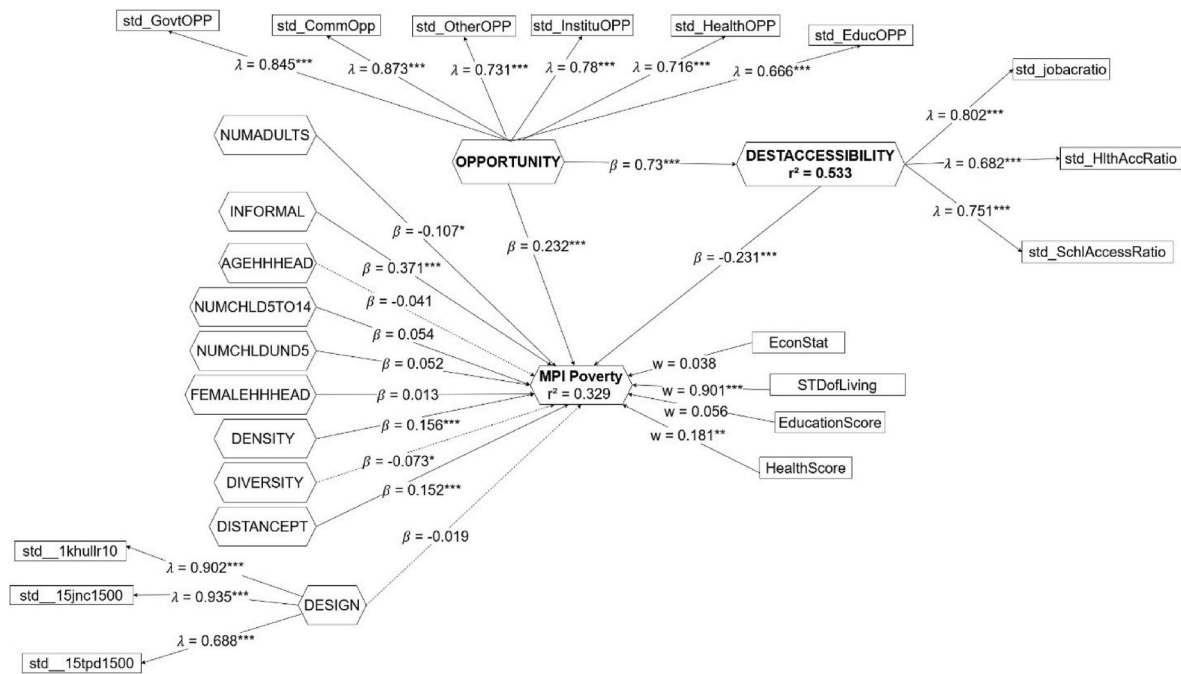 std_GovtOPP
std_CommOpp
std_OtherOPP
std_InstituOPP
std_HealthOPP
std_EducOPP
λ = 0.845***
λ = 0.873***
λ = 0.731***
λ = 0.78***
λ = 0.716***
λ = 0.666***
std_jobacratio
λ = 0.802***
NUMADULTS
OPPORTUNITY
β = 0.73***
DESTACCESSIBILITY
r² = 0.533
λ = 0.682***
std_HlthAccRatio
λ = 0.751***
std_SchlAccessRatio
INFORMAL
β = -0.107*
β = 0.232***
β = -0.231***
AGEHHHEAD
β = 0.371***
β = -0.041
NUMCHLD5TO14
β = 0.054
NUMCHLDUND5
β = 0.052
EconStat
w = 0.038
MPI Poverty
r² = 0.329
w = 0.901***
STDofLiving
FEMALEHHHEAD
β = 0.013
w = 0.056
EducationScore
DENSITY
β = 0.156***
w = 0.181**
HealthScore
DIVERSITY
β = -0.073*
β = 0.152***
DISTANCEPT
β = -0.019
std__1khullr10
λ = 0.902***
std__15jnc1500
λ = 0.935***
DESIGN
λ = 0.688***
std__15tpd1500